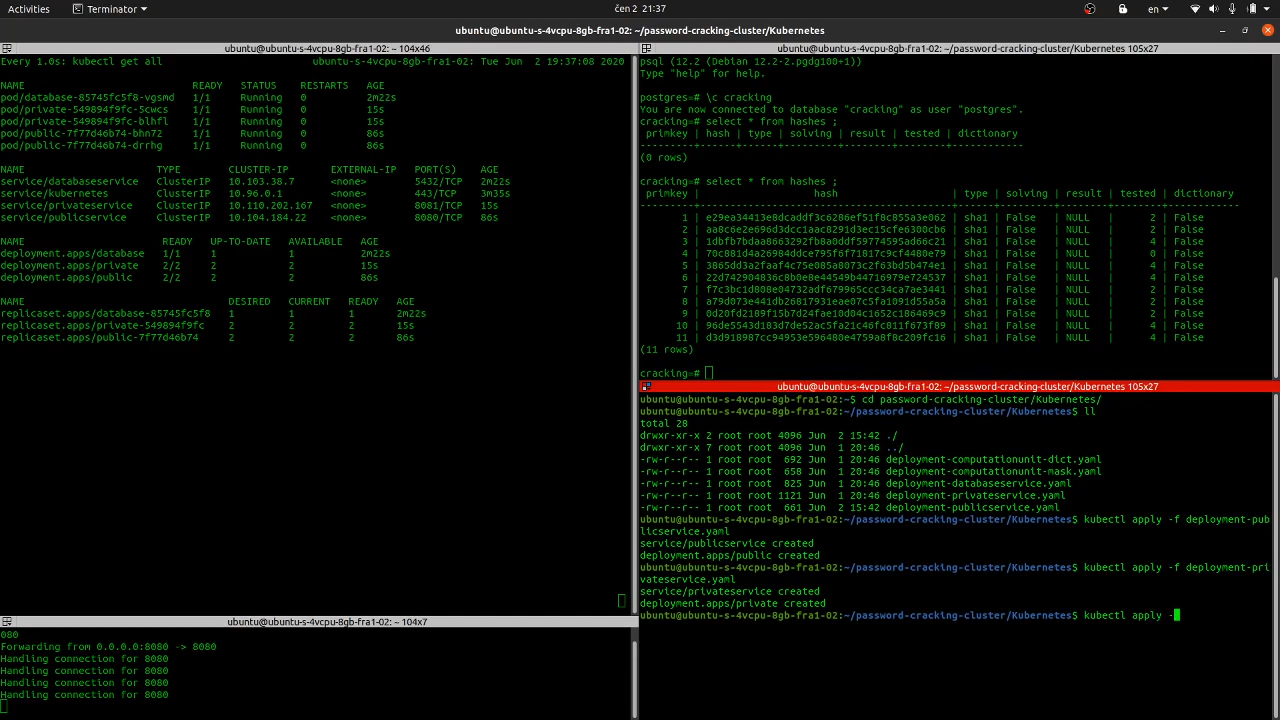 Activities
Terminator
čen 2 21:37
en
ubuntu@ubuntu-s-4vcpu-8gb-fra1-02: ~/password-cracking-cluster/Kubernetes
ubuntu@ubuntu-s-4vcpu-8gb-fra1-02: ~ 104x46
Every 1.0s: kubectl get all ubuntu-s-4vcpu-8gb-fra1-02: Tue Jun 2 19:37:08 2020
NAME READY STATUS RESTARTS AGE
pod/database-85745fc5f8-vgsmd 1/1 Running 0 2m22s
pod/private-549894f9fc-5cwcs 1/1 Running 0 15s
pod/private-549894f9fc-blhfl 1/1 Running 0 15s
pod/public-7f77d46b74-bhn72 1/1 Running 0 86s
pod/public-7f77d46b74-drrhg 1/1 Running 0 86s
NAME TYPE CLUSTER-IP EXTERNAL-IP PORT(S) AGE
service/databaseservice ClusterIP 10.103.38.7 <none> 5432/TCP 2m22s
service/kubernetes ClusterIP 10.96.0.1 <none> 443/TCP 3m35s
service/privateservice ClusterIP 10.110.202.167 <none> 8081/TCP 15s
service/publicservice ClusterIP 10.104.184.22 <none> 8080/TCP 86s
NAME READY UP-TO-DATE AVAILABLE AGE
deployment.apps/database 1/1 1 1 2m22s
deployment.apps/private 2/2 2 2 15s
deployment.apps/public 2/2 2 2 86s
NAME DESIRED CURRENT READY AGE
replicaset.apps/database-85745fc5f8 1 1 1 2m22s
replicaset.apps/private-549894f9fc 2 2 2 15s
replicaset.apps/public-7f77d46b74 2 2 2 86s
ubuntu@ubuntu-s-4vcpu-8gb-fra1-02: ~ 104x7
080
Forwarding from 0.0.0.0:8080 -> 8080
Handling connection for 8080
Handling connection for 8080
Handling connection for 8080
Handling connection for 8080
ubuntu@ubuntu-s-4vcpu-8gb-fra1-02: ~/password-cracking-cluster/Kubernetes 105x27
psql (12.2 (Debian 12.2-2.pgdg100+1))
Type "help" for help.
postgres=# \c cracking
You are now connected to database "cracking" as user "postgres".
cracking=# select * from hashes ;
primkey | hash | type | solving | result | tested | dictionary
---------+------+------+---------+--------+--------+------------
(0 rows)
cracking=# select * from hashes ;
primkey | hash | type | solving | result | tested | dictionary
---------+------------------------------------------+------+---------+--------+--------+------------
1 | e29ea34413e8dcaddf3c6286ef51f8c855a3e062 | sha1 | False | NULL | 2 | False
2 | aa8c6e2e696d3dcc1aac8291d3ec15cfe6300cb6 | sha1 | False | NULL | 2 | False
3 | 1dbfb7bdaa8663292fb8a0ddf59774595ad66c21 | sha1 | False | NULL | 4 | False
4 | 70c881d4a26984ddce795f6f71817c9cf4480e79 | sha1 | False | NULL | 0 | False
5 | 3865dd3a2faaf4c75e085a8073c2f63bd5b474e1 | sha1 | False | NULL | 4 | False
6 | 22d742904836c8b0e8e44549b44716979e724537 | sha1 | False | NULL | 4 | False
7 | f7c3bc1d808e04732adf679965ccc34ca7ae3441 | sha1 | False | NULL | 2 | False
8 | a79d073e441db26817931eae07c5fa1091d55a5a | sha1 | False | NULL | 2 | False
9 | 0d20fd2189f15b7d24fae10d04c1652c186469c9 | sha1 | False | NULL | 2 | False
10 | 96de5543d183d7de52ac5fa21c46fc811f673f89 | sha1 | False | NULL | 4 | False
11 | d3d918987cc94953e596480e4759a8f8c209fc16 | sha1 | False | NULL | 4 | False
(11 rows)
cracking=#
ubuntu@ubuntu-s-4vcpu-8gb-fra1-02: ~/password-cracking-cluster/Kubernetes 105x27
ubuntu@ubuntu-s-4vcpu-8gb-fra1-02:~$ cd password-cracking-cluster/Kubernetes/
ubuntu@ubuntu-s-4vcpu-8gb-fra1-02:~/password-cracking-cluster/Kubernetes$ ll
total 28
drwxr-xr-x 2 root root 4096 Jun 2 15:42 ./
drwxr-xr-x 7 root root 4096 Jun 1 20:46 ../
-rw-r--r-- 1 root root 692 Jun 1 20:46 deployment-computationunit-dict.yaml
-rw-r--r-- 1 root root 658 Jun 1 20:46 deployment-computationunit-mask.yaml
-rw-r--r-- 1 root root 825 Jun 1 20:46 deployment-databaseservice.yaml
-rw-r--r-- 1 root root 1121 Jun 1 20:46 deployment-privateservice.yaml
-rw-r--r-- 1 root root 661 Jun 2 15:42 deployment-publicservice.yaml
ubuntu@ubuntu-s-4vcpu-8gb-fra1-02:~/password-cracking-cluster/Kubernetes$ kubectl apply -f deployment-pub
licservice.yaml
service/publicservice created
deployment.apps/public created
ubuntu@ubuntu-s-4vcpu-8gb-fra1-02:~/password-cracking-cluster/Kubernetes$ kubectl apply -f deployment-pri
vateservice.yaml
service/privateservice created
deployment.apps/private created
ubuntu@ubuntu-s-4vcpu-8gb-fra1-02:~/password-cracking-cluster/Kubernetes$ kubectl apply -